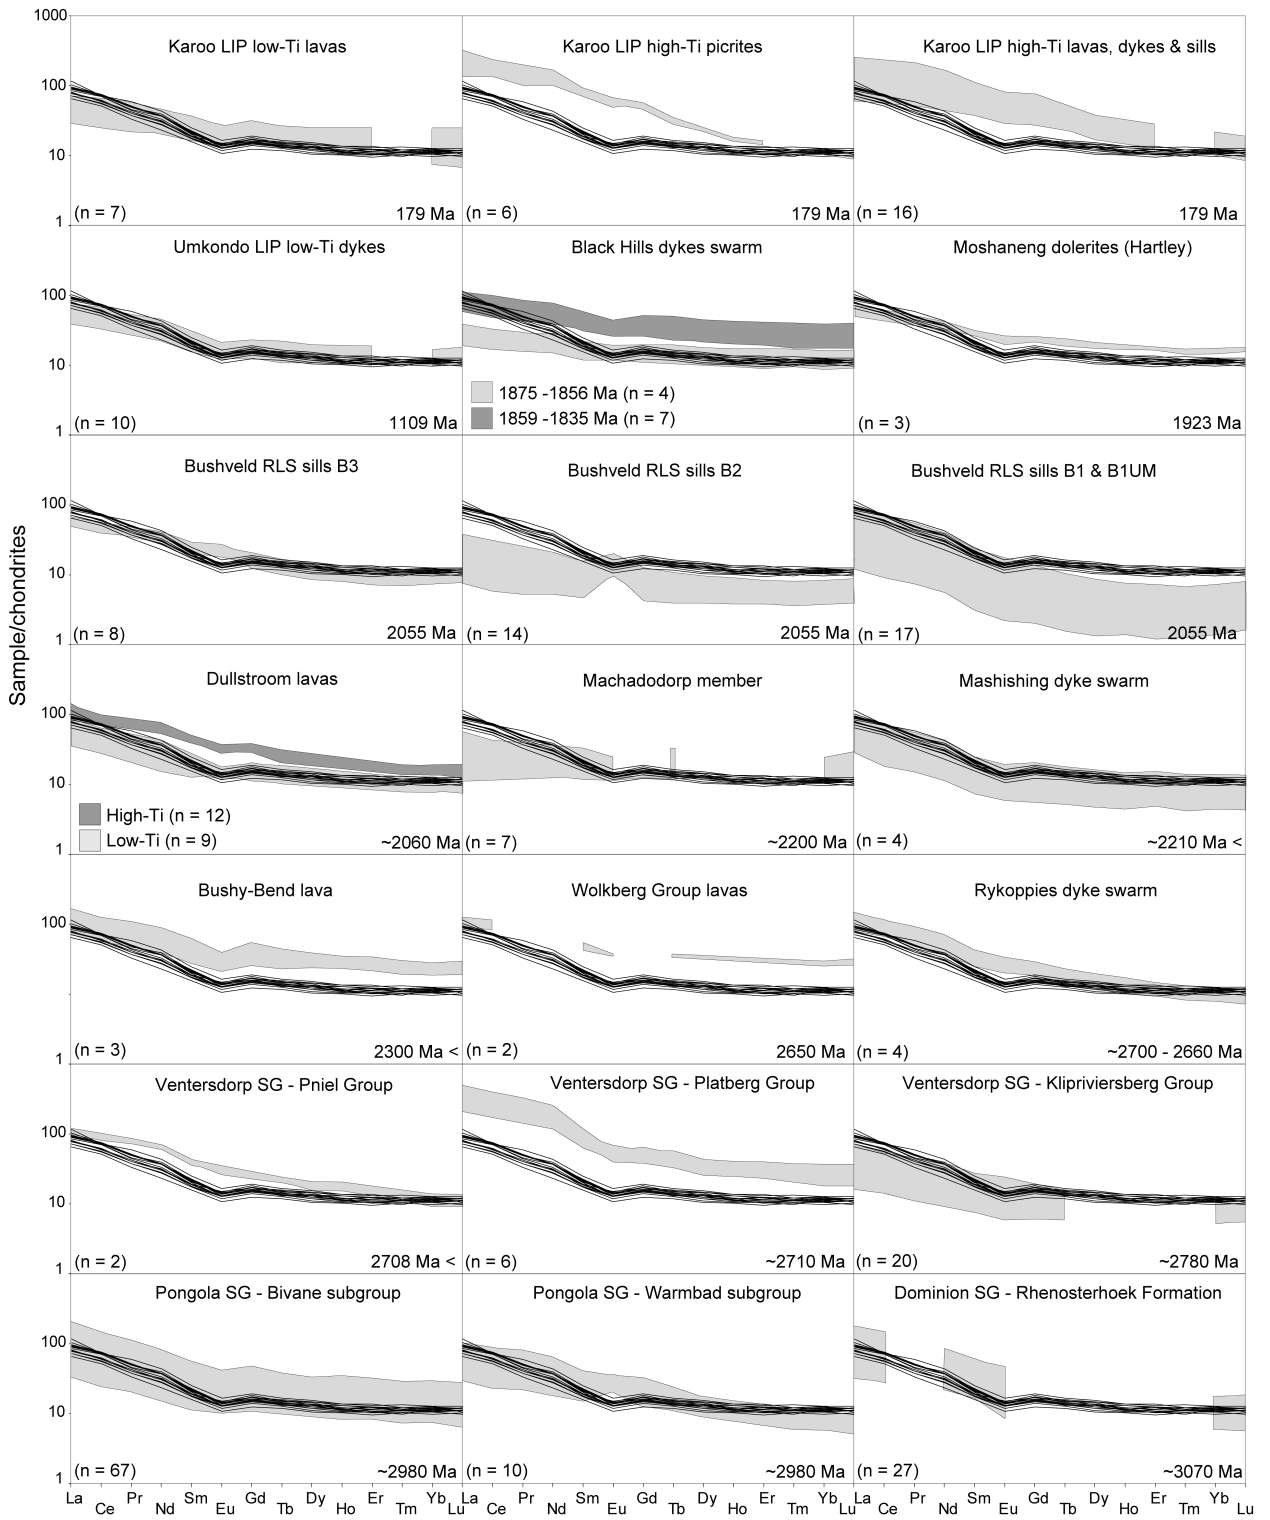 1000
Karoo LIP low-Ti lavas
Karoo LIP high-Ti picrites
Karoo LIP high-Ti lavas, dykes & sills
100
10
1
(n = 7)
179 Ma
(n = 6)
179 Ma
(n = 16)
179 Ma
Umkondo LIP low-Ti dykes
Black Hills dykes swarm
Moshaneng dolerites (Hartley)
100
10
1875 -1856 Ma (n = 4)
1859 -1835 Ma (n = 7)
1
(n = 10)
1109 Ma
(n = 3)
1923 Ma
Bushveld RLS sills B3
Bushveld RLS sills B2
Bushveld RLS sills B1 & B1UM
100
10
1
(n = 8)
2055 Ma
(n = 14)
2055 Ma
(n = 17)
2055 Ma
Sample/chondrites
Dullstroom lavas
Machadodorp member
Mashishing dyke swarm
100
10
High-Ti (n = 12)
Low-Ti (n = 9)
1
~2060 Ma
(n = 7)
~2200 Ma
(n = 4)
~2210 Ma <
Bushy-Bend lava
Wolkberg Group lavas
Rykoppies dyke swarm
100
1
(n = 3)
2300 Ma <
(n = 2)
2650 Ma
(n = 4)
~2700 - 2660 Ma
Ventersdorp SG - Pniel Group
Ventersdorp SG - Platberg Group
Ventersdorp SG - Klipriviersberg Group
100
10
1
(n = 2)
2708 Ma <
(n = 6)
~2710 Ma
(n = 20)
~2780 Ma
Pongola SG - Bivane subgroup
Pongola SG - Warmbad subgroup
Dominion SG - Rhenosterhoek Formation
100
10
1
(n = 67)
~2980 Ma
(n = 10)
~2980 Ma
(n = 27)
~3070 Ma
La Ce Pr Nd Sm Eu Gd Tb Dy Ho Er Tm Yb Lu
La Ce Pr Nd Sm Eu Gd Tb Dy Ho Er Tm Yb Lu
La Ce Pr Nd Sm Eu Gd Tb Dy Ho Er Tm Yb Lu